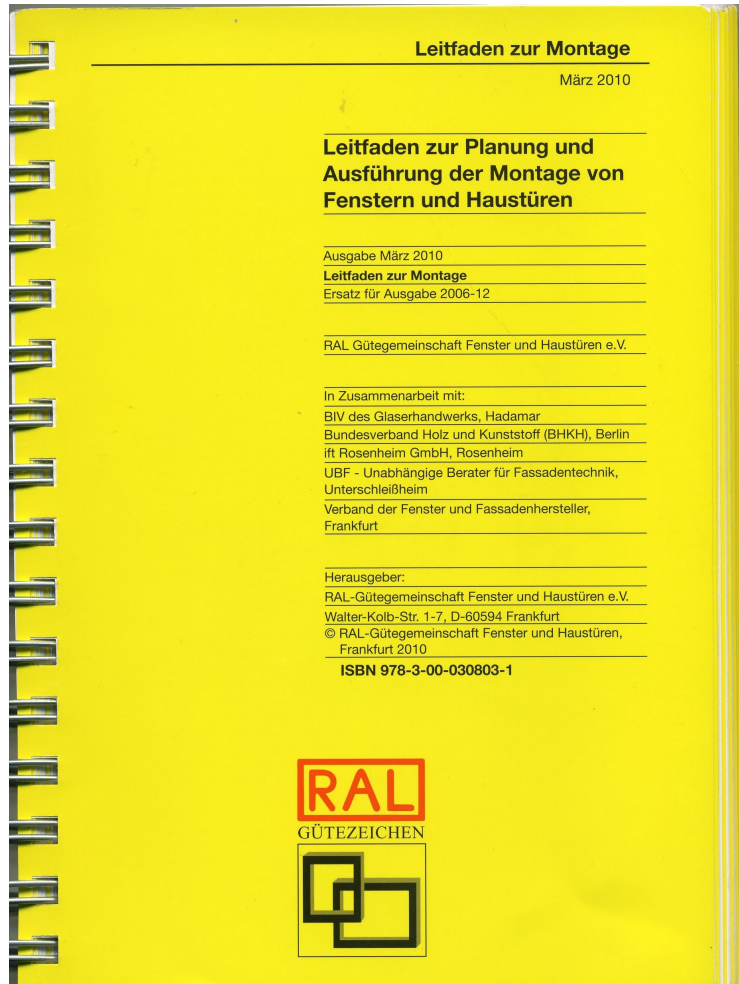 Leitfaden zur Montage
März 2010
Leitfaden zur Planung und
Ausführung der Montage von
Fenstern und Haustüren
Ausgabe März 2010
Leitfaden zur Montage
Ersatz für Ausgabe 2006-12
RAL Gütegemeinschaft Fenster und Haustüren e.V.
In Zusammenarbeit mit:
BIV des Glaserhandwerks, Hadamar
Bundesverband Holz und Kunststoff (BHKH), Berlin
ift Rosenheim GmbH, Rosenheim
UBF - Unabhängige Berater für Fassadentechnik,
Unterschleißheim
Verband der Fenster und Fassadenhersteller,
Frankfurt
Herausgeber:
RAL-Gütegemeinschaft Fenster und Haustüren e.V.
Walter-Kolb-Str. 1-7, D-60594 Frankfurt
© RAL-Gütegemeinschaft Fenster und Haustüren,
Frankfurt 2010
ISBN 978-3-00-030803-1
RAL
GÜTEZEICHEN